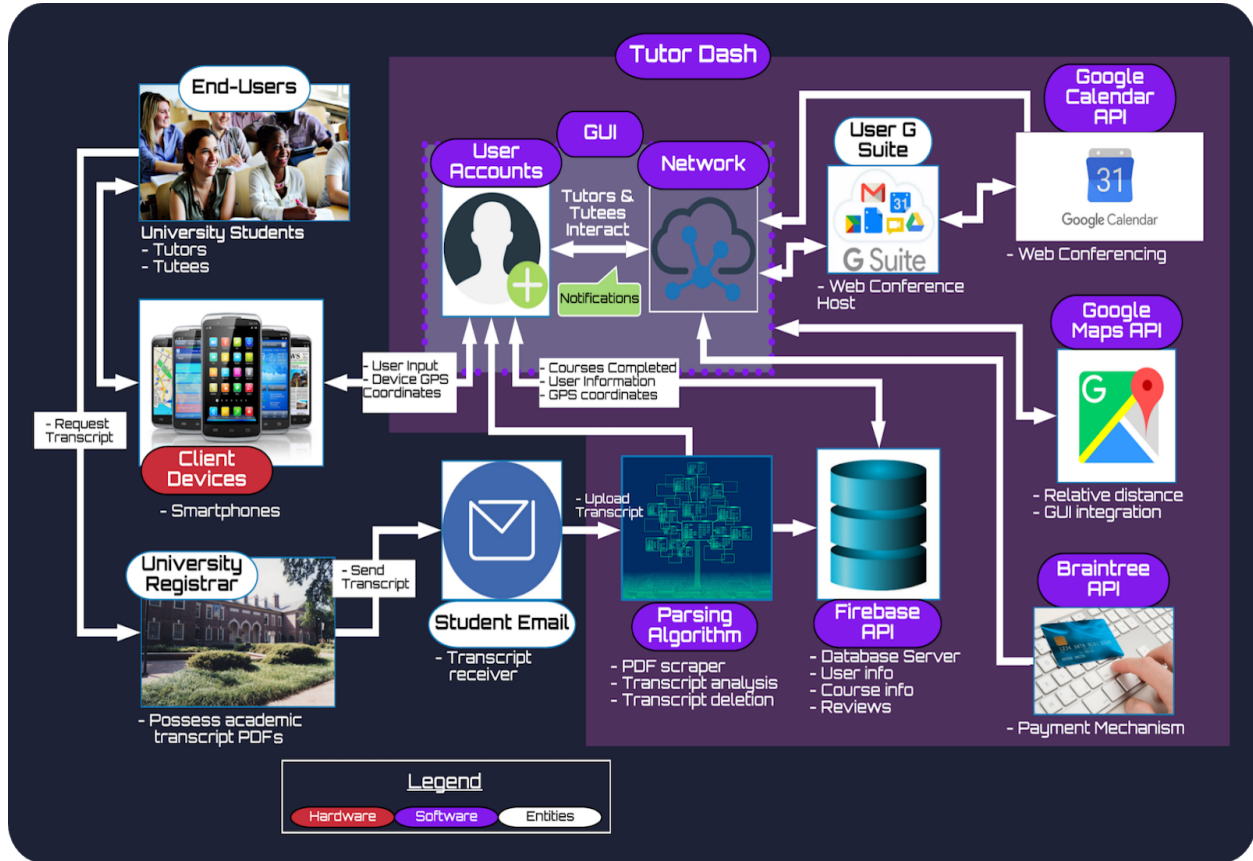 Tutor Dash
End-Users
University Students
- Tutors
- Tutees
GUI
User
Accounts
Network
Tutors &
Tutees
Interact
Notifications
User G
Suite
31
G Suite
- Web Conference
Host
Google
Calendar
API
31
Google Calendar
- Web Conferencing
Client
Devices
- Smartphones
- User Input
- Device GPS
Coordinates
- Courses Completed
- User Information
- GPS coordinates
Google
Maps API
G
- Relative distance
- GUI integration
- Request
Transcript
University
Registrar
- Possess academic
transcript PDFs
- Send
Transcript
Student Email
- Transcript
receiver
- Upload
Transcript
Parsing
Algorithm
- PDF scraper
- Transcript analysis
- Transcript deletion
Firebase
API
- Database Server
- User info
- Course info
- Reviews
Braintree
API
- Payment Mechanism
Legend
Hardware
Software
Entities